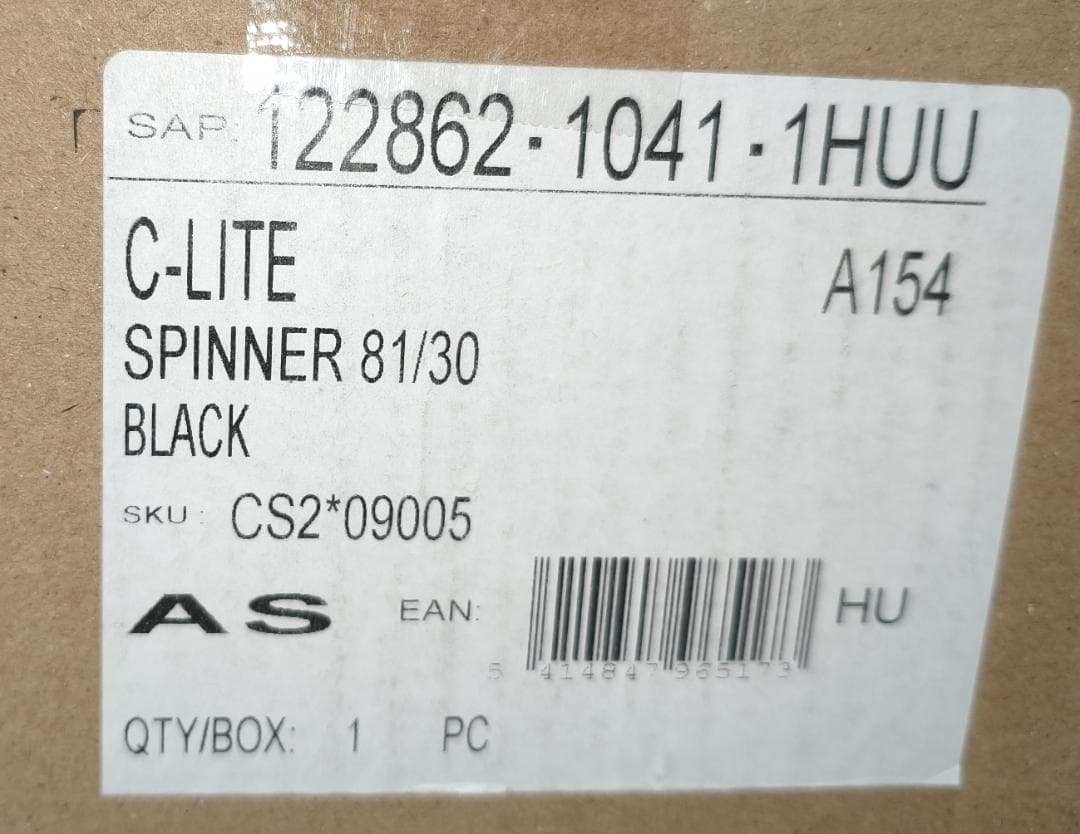 SAP: 122862-1041-1HUU
C-LITE
A154
SPINNER 81/30
BLACK
SKU: CS2*09005
AS EAN: HU
5 414847 965173
QTY/BOX: 1 PC